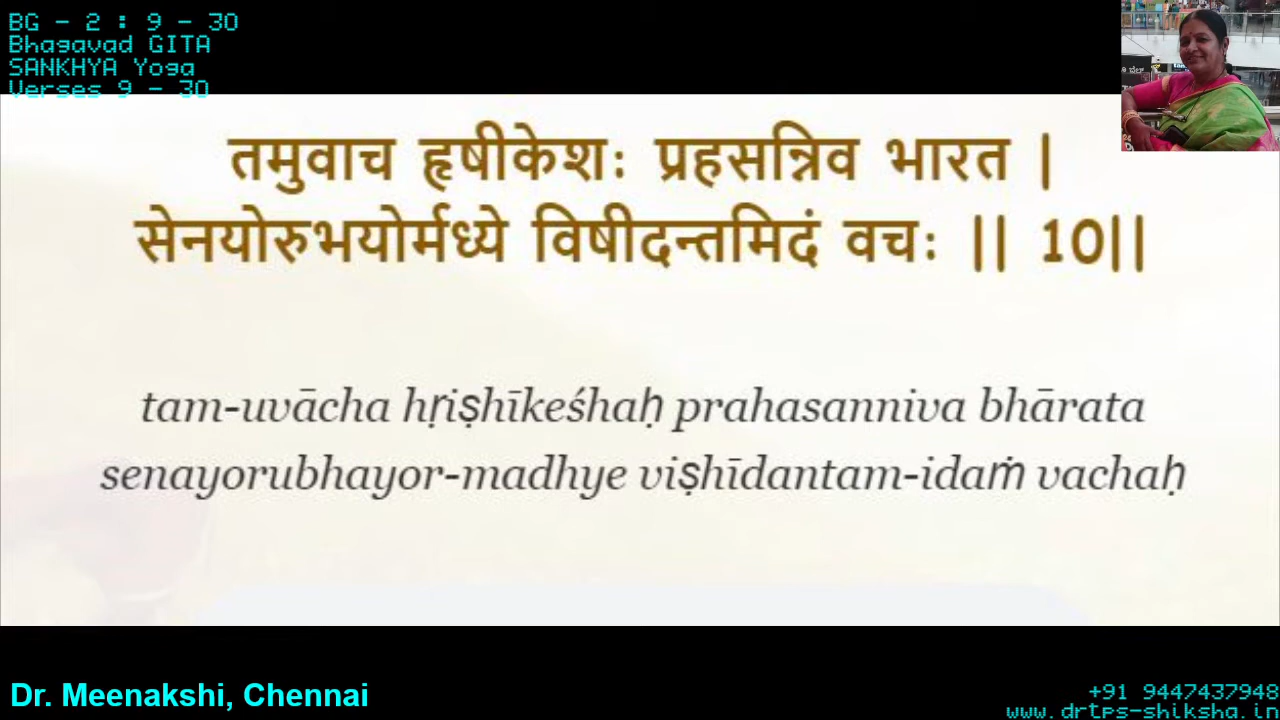 BG - 2 : 9 - 30
Bhagavad GITA
SANKHYA Yoga
Verses 9 - 30
तमुवाच हृषीकेशः प्रहसन्निव भारत |
सेनयोरुभयोर्मध्ये विषीदन्तमिदं वचः || 10||
tam-uvācha hṛiṣhīkeśhaḥ prahasanniva bhārata
senayorubhayor-madhye viṣhīdantam-idaṁ vachaḥ
Dr. Meenakshi, Chennai
+91 9447437948
www.drtps-shiksha.in